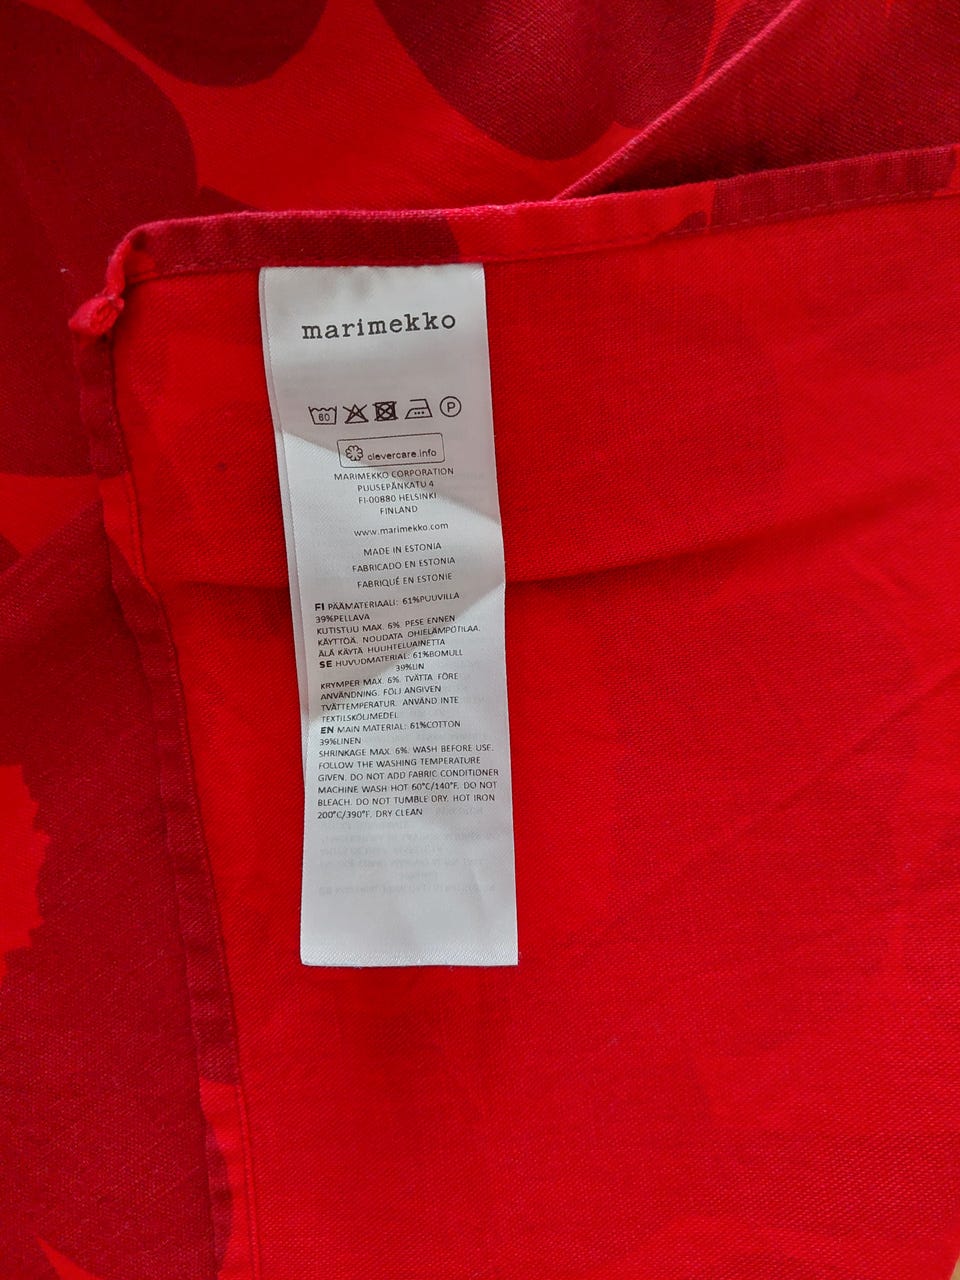 marimekko
60 P
clevercare.info
MARIMEKKO CORPORATION
PUUSEPÄNKATU 4
FI-00880 HELSINKI
FINLAND
www.marimekko.com
MADE IN ESTONIA
FABRICADO EN ESTONIA
FABRIQUÉ EN ESTONIE
FI PÄÄMATERIAALI: 61%PUUVILLA
39%PELLAVA
KUTISTUU MAX. 6%. PESE ENNEN
KÄYTTÖÄ. NOUDATA OHJELÄMPÖTILAA.
ÄLÄ KÄYTÄ HUUHTELUAINETTA
SE HUVUDMATERIAL: 61%BOMULL
39%LIN
KRYMPER MAX. 6%. TVÄTTA FÖRE
ANVÄNDNING. FÖLJ ANGIVEN
TVÄTTEMPERATUR. ANVÄND INTE
TEXTILSKÖLJMEDEL
EN MAIN MATERIAL: 61%COTTON
39%LINEN
SHRINKAGE MAX. 6%. WASH BEFORE USE.
FOLLOW THE WASHING TEMPERATURE
GIVEN. DO NOT ADD FABRIC CONDITIONER
MACHINE WASH HOT 60°C/140°F. DO NOT
BLEACH. DO NOT TUMBLE DRY. HOT IRON
200°C/390°F. DRY CLEAN